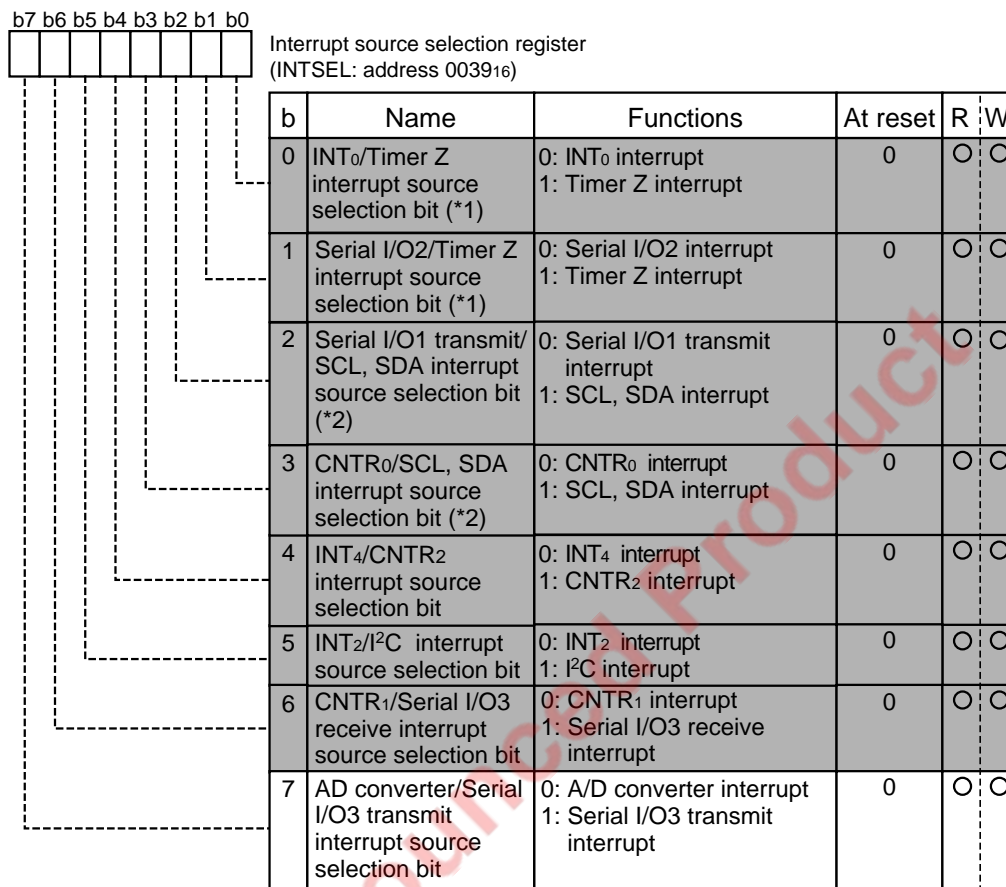 b7 b6 b5 b4 b3 b2 b1 b0
Interrupt source selection register
(INTSEL: address 0039₁₆)
b Name Functions At reset R W
0 INT₀/Timer Z interrupt source selection bit (*1) 0: INT₀ interrupt 1: Timer Z interrupt 0 O O
1 Serial I/O2/Timer Z interrupt source selection bit (*1) 0: Serial I/O2 interrupt 1: Timer Z interrupt 0 O O
2 Serial I/O1 transmit/ SCL, SDA interrupt source selection bit (*2) 0: Serial I/O1 transmit interrupt 1: SCL, SDA interrupt 0 O O
3 CNTR₀/SCL, SDA interrupt source selection bit (*2) 0: CNTR₀ interrupt 1: SCL, SDA interrupt 0 O O
4 INT₄/CNTR₂ interrupt source selection bit 0: INT₄ interrupt 1: CNTR₂ interrupt 0 O O
5 INT₂/I²C interrupt source selection bit 0: INT₂ interrupt 1: I²C interrupt 0 O O
6 CNTR₁/Serial I/O3 receive interrupt source selection bit 0: CNTR₁ interrupt 1: Serial I/O3 receive interrupt 0 O O
7 AD converter/Serial I/O3 transmit interrupt source selection bit 0: A/D converter interrupt 1: Serial I/O3 transmit interrupt 0 O O
ounced Product